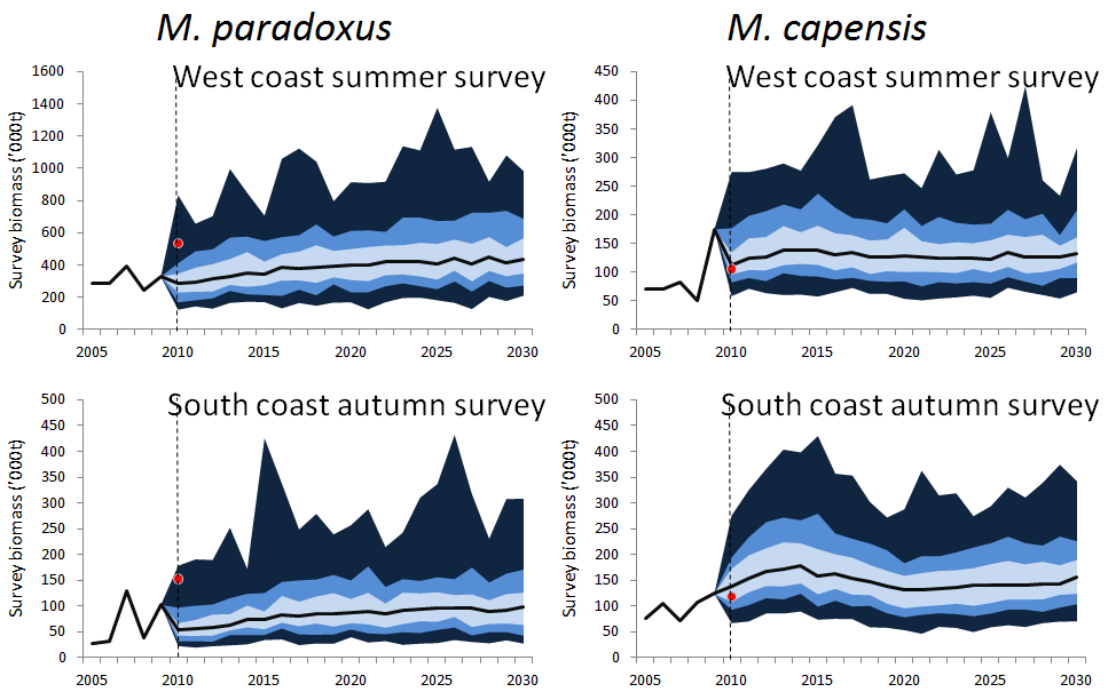 M. paradoxus
M. capensis
West coast summer survey
1600
1400
1200
1000
800
600
400
200
0
Survey biomass ('000t)
2005 2010 2015 2020 2025 2030
West coast summer survey
450
400
350
300
250
200
150
100
50
0
Survey biomass ('000t)
2005 2010 2015 2020 2025 2030
South coast autumn survey
500
450
400
350
300
250
200
150
100
50
0
Survey biomass ('000t)
2005 2010 2015 2020 2025 2030
South coast autumn survey
500
450
400
350
300
250
200
150
100
50
0
Survey biomass ('000t)
2005 2010 2015 2020 2025 2030